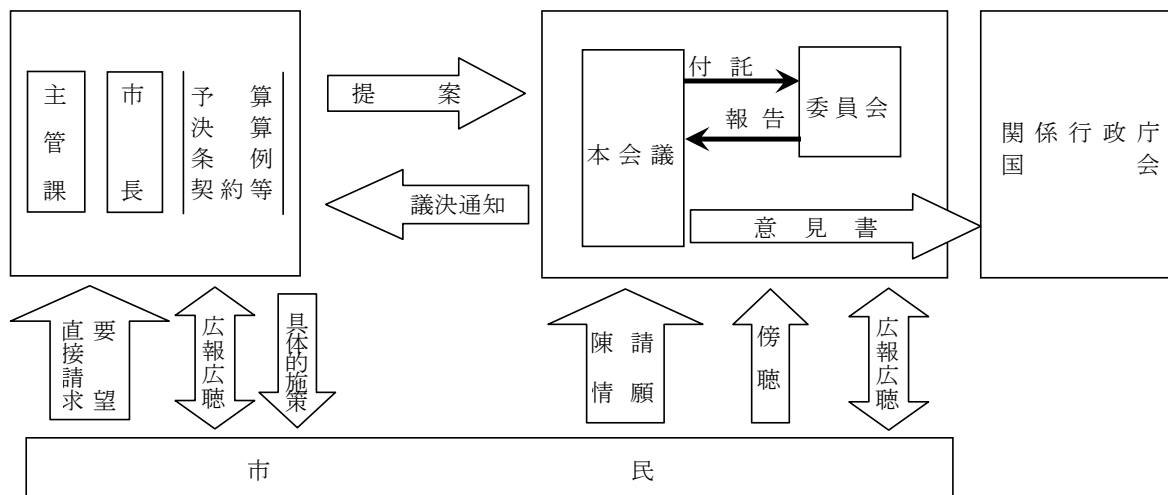 主管課
市長
予算
決算
条例
契約等
提案
議決通知
本会議
付託
報告
委員会
意見書
関係行政庁
国会
要望
直接請求
広報広聴
具体的施策
請願
陳情
傍聴
広報広聴
市民